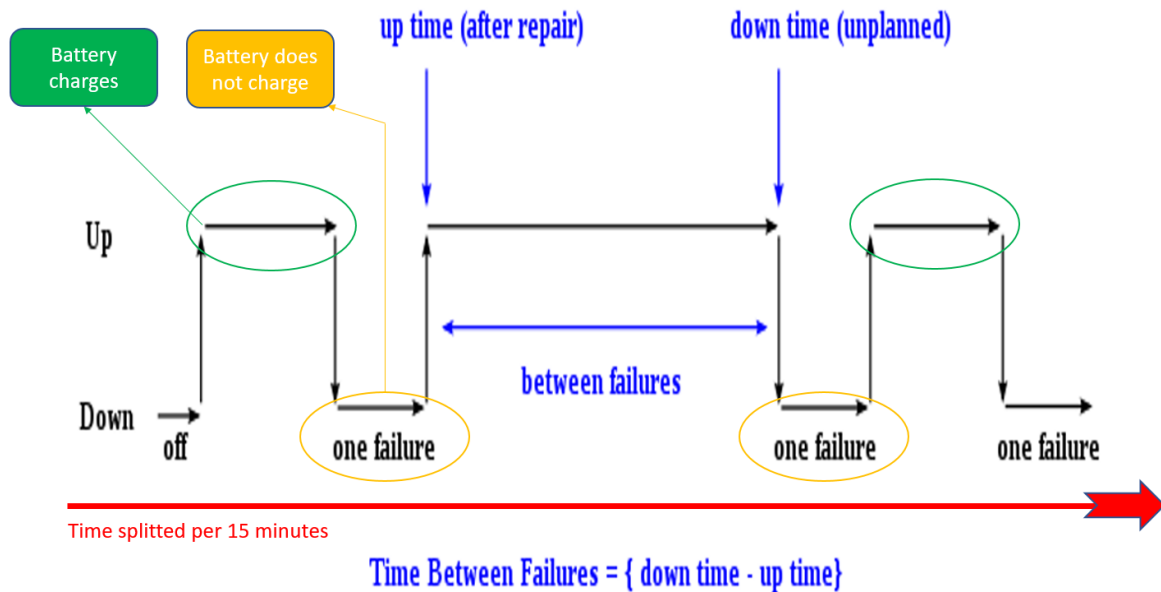 up time (after repair)
down time (unplanned)
Battery
charges
Battery does
not charge
Up
between failures
Down
off
one failure
one failure
one failure
Time splitted per 15 minutes
Time Between Failures = { down time - up time}